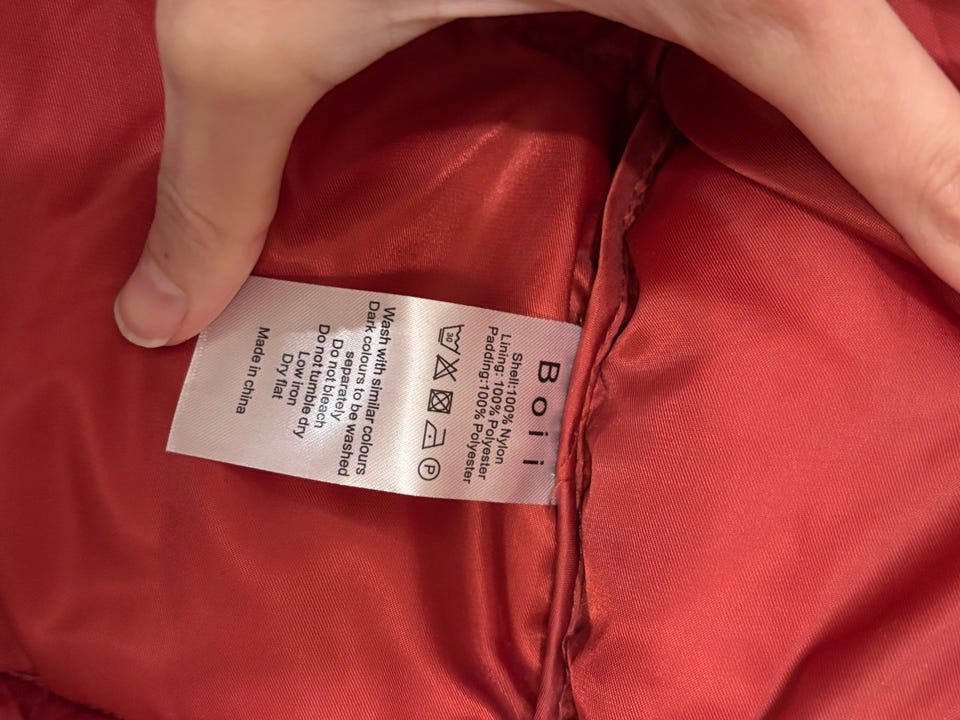 Boii
Shell:100% Nylon
Lining: 100% Polyester
Padding:100% Polyester
30 P
Wash with similar colours
Dark colours to be washed
separately
Do not bleach
Do not tumble dry
Low iron
Dry flat
Made in china